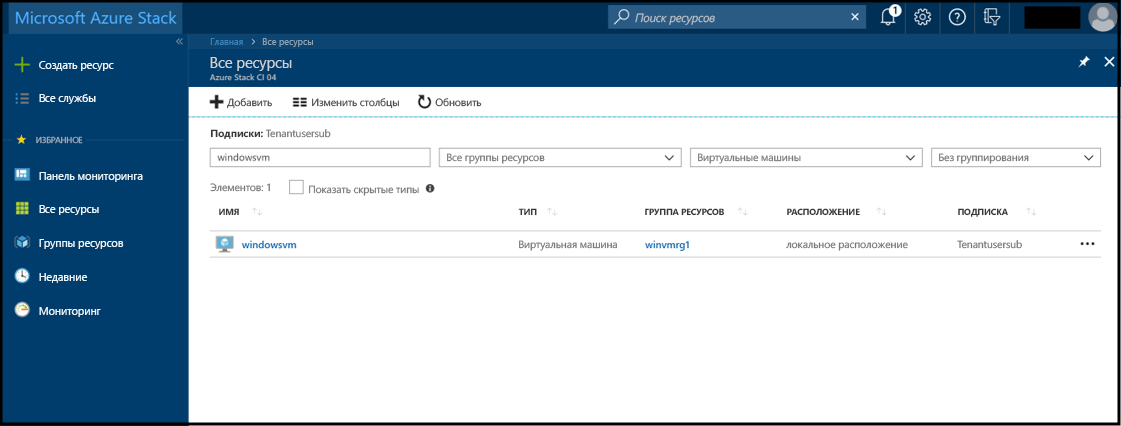 Microsoft Azure Stack
Поиск ресурсов
1
Главная > Все ресурсы
Все ресурсы
Azure Stack CI 04
Создать ресурс
Все службы
ИЗБРАННОЕ
Панель мониторинга
Все ресурсы
Группы ресурсов
Недавние
Мониторинг
Добавить Изменить столбцы Обновить
Подписки: Tenantusersub
windowsvm Все группы ресурсов Виртуальные машины Без группирования
Элементов: 1 Показать скрытые типы
ИМЯ ТИП ГРУППА РЕСУРСОВ РАСПОЛОЖЕНИЕ ПОДПИСКА
windowsvm Виртуальная машина winvmrg1 локальное расположение Tenantusersub